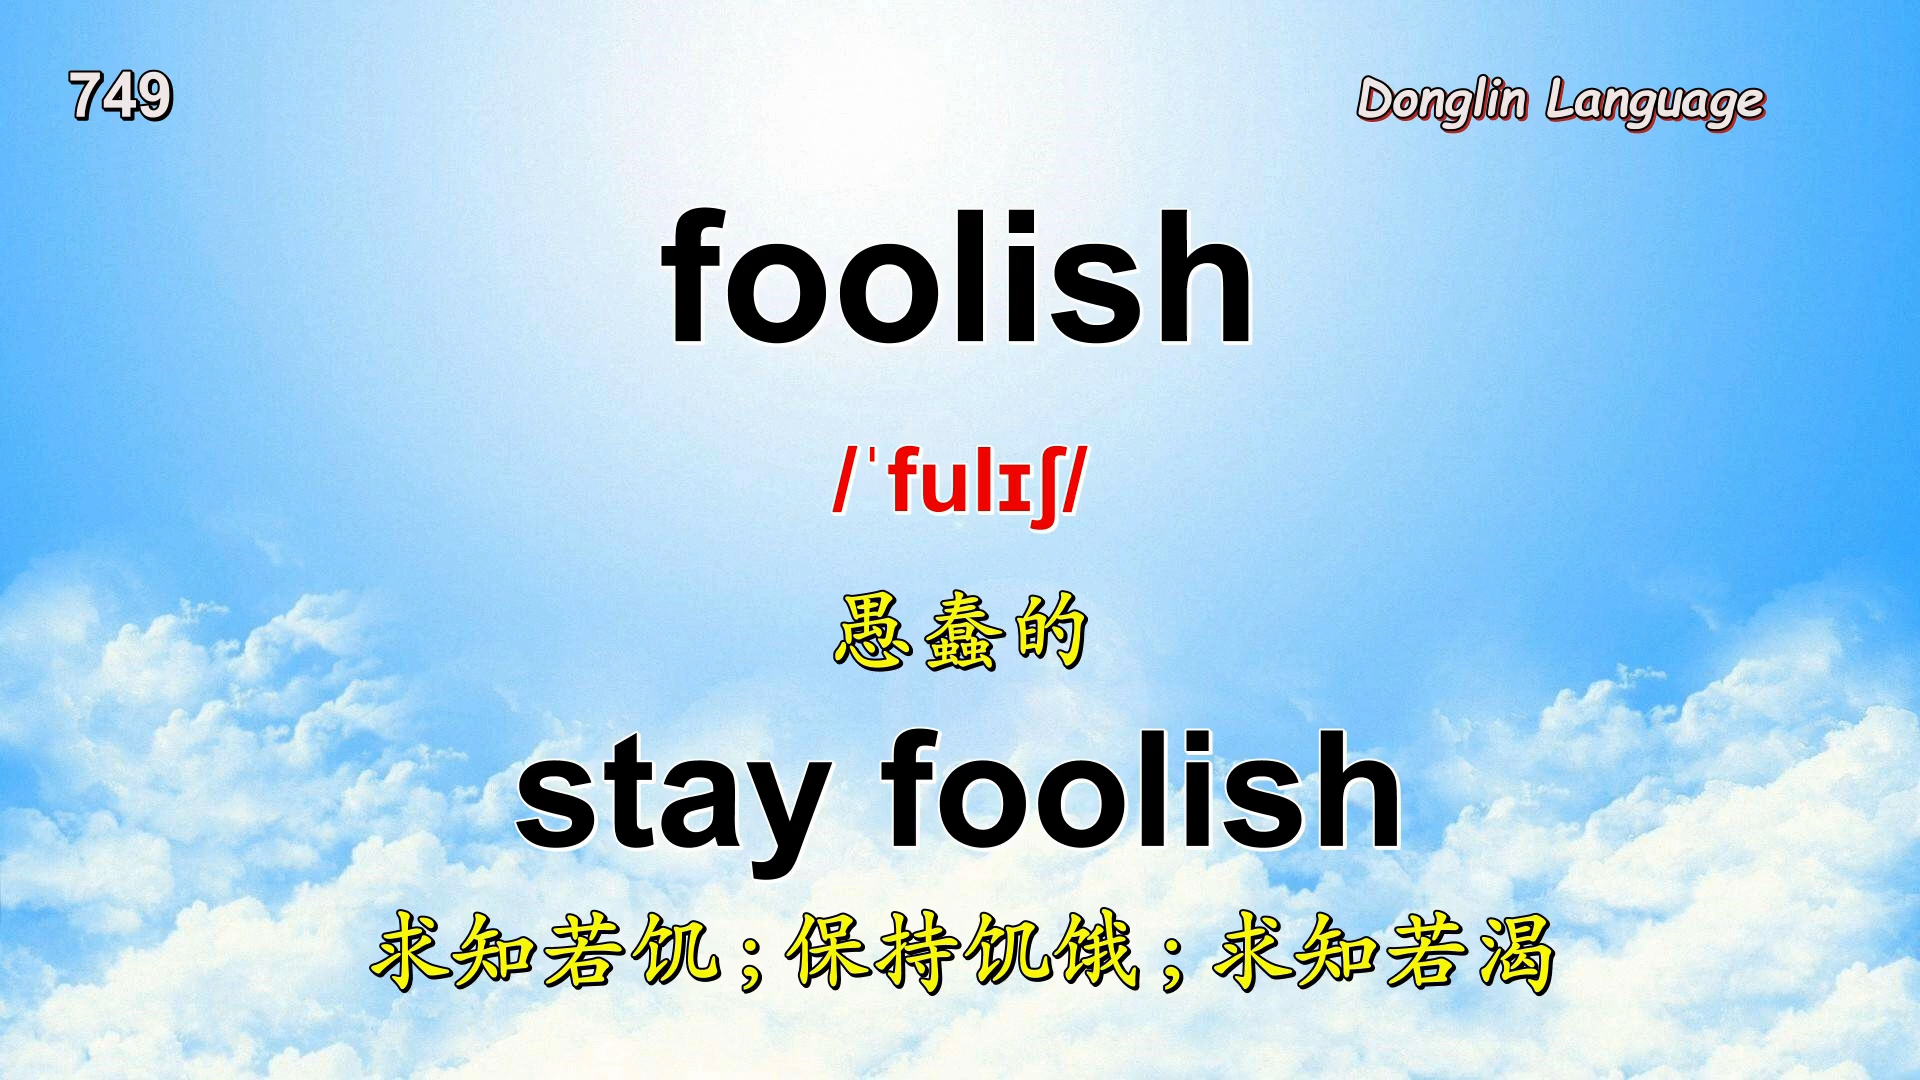 749
Donglin Language
foolish
/ˈfulɪʃ/
愚蠢的
stay foolish
求知若饥;保持饥饿;求知若渴